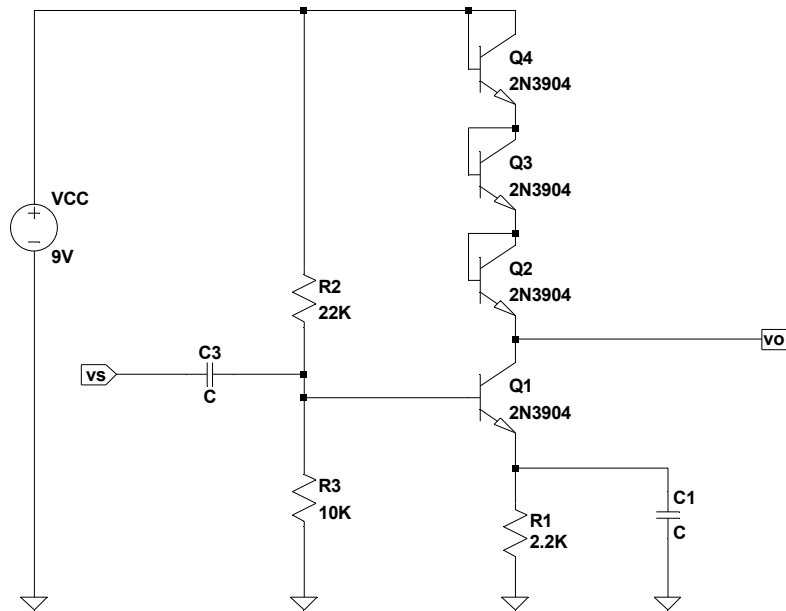 Q4
2N3904
Q3
2N3904
VCC
+
−
9V
Q2
2N3904
R2
22K
vo
C3
vs
C
Q1
2N3904
R3
10K
C1
C
R1
2.2K